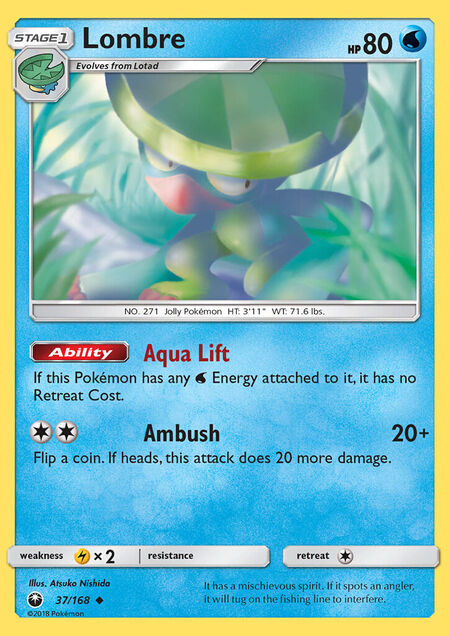 STAGE 1
Lombre
HP 80
Evolves from Lotad
NO. 271 Jolly Pokémon HT: 3'11" WT: 71.6 lbs.
Ability Aqua Lift
If this Pokémon has any Energy attached to it, it has no
Retreat Cost.
Ambush 20+
Flip a coin. If heads, this attack does 20 more damage.
weakness ×2 resistance retreat
Illus. Atsuko Nishida
37/168
©2018 Pokémon
It has a mischievous spirit. If it spots an angler,
it will tug on the fishing line to interfere.